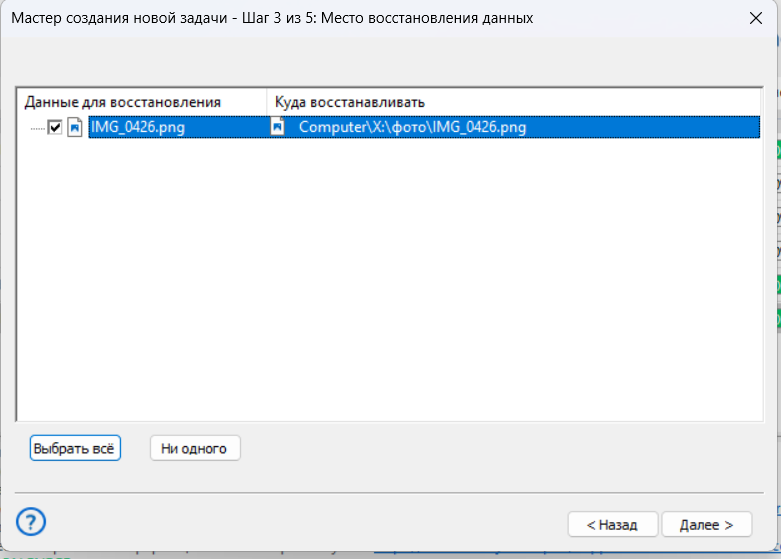 Мастер создания новой задачи - Шаг 3 из 5: Место восстановления данных
Данные для восстановления Куда восстанавливать
IMG_0426.png Computer\X:\фото\IMG_0426.png
Выбрать всё Ни одного
? < Назад Далее >